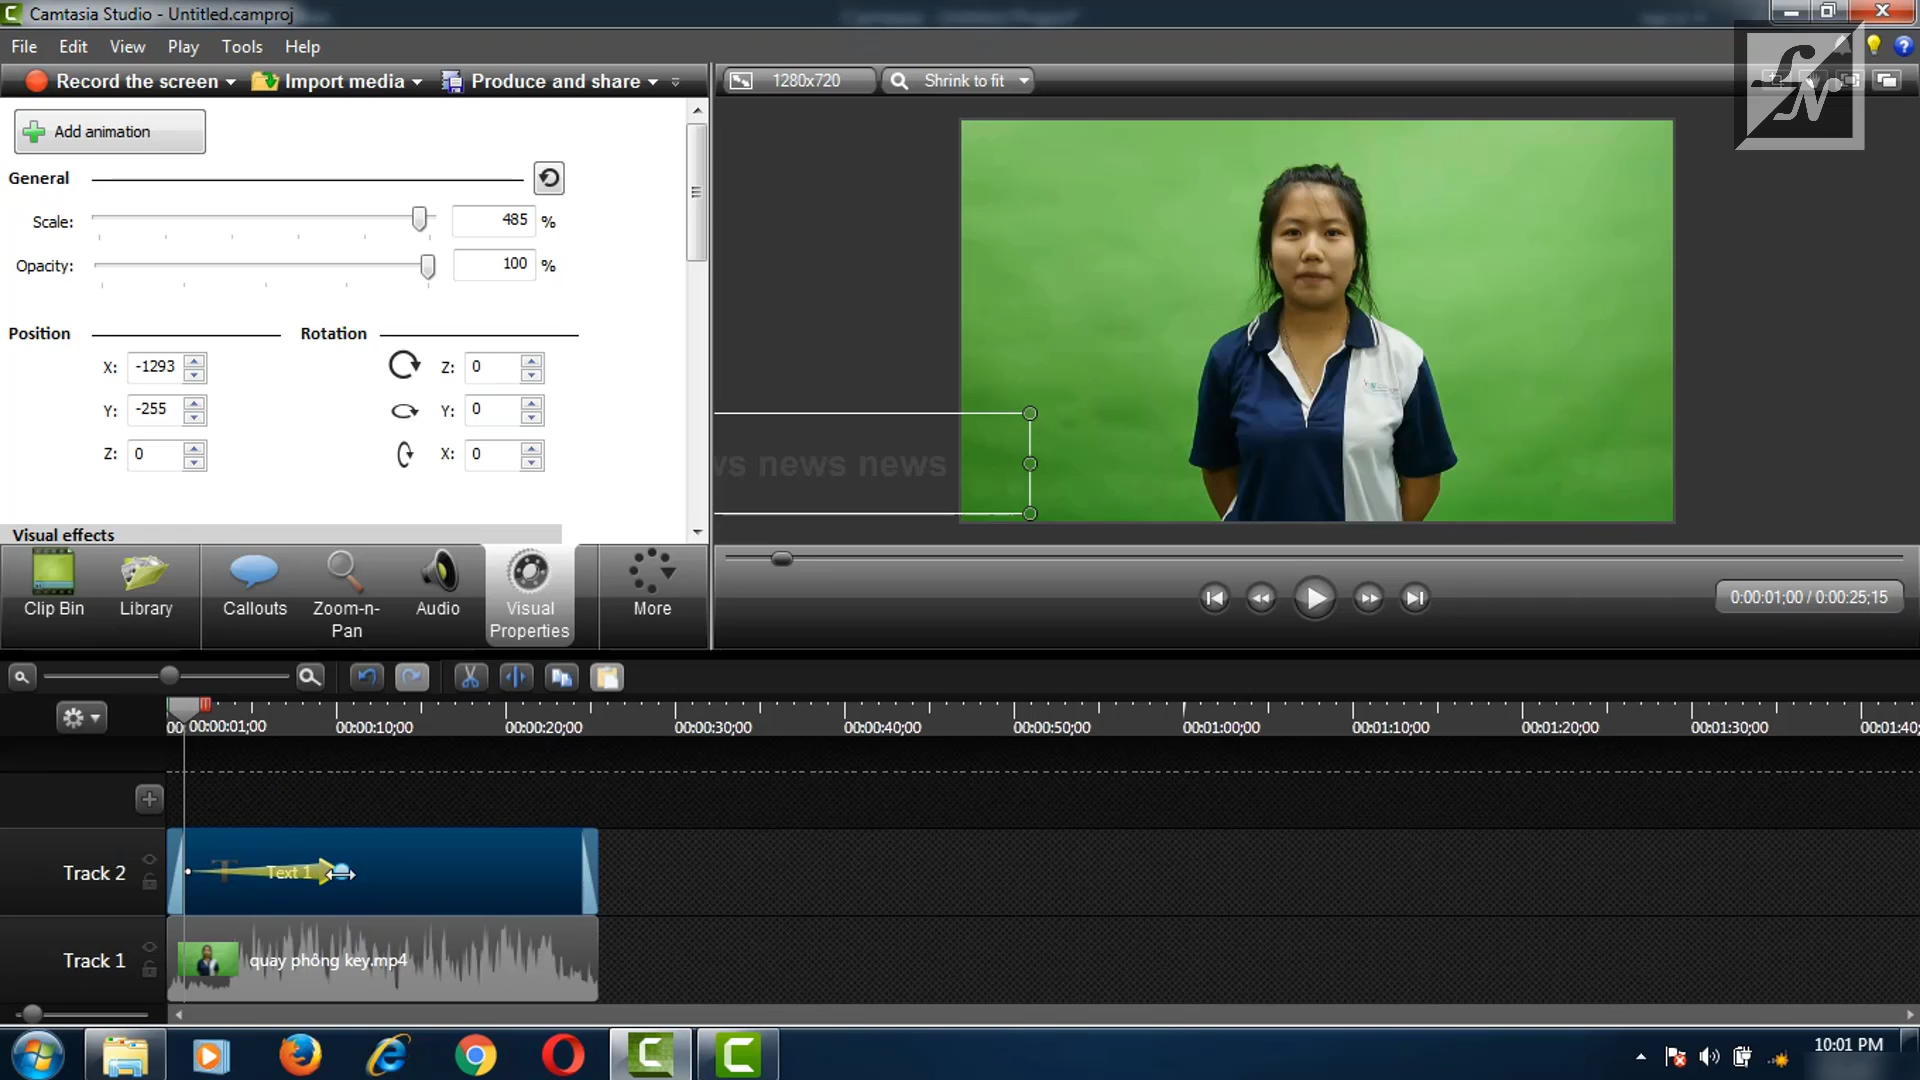 Camtasia Studio - Untitled.camproj
File Edit View Play Tools Help
Record the screen Import media Produce and share
1280x720 Shrink to fit
fN
Add animation
General
Scale: 485 %
Opacity: 100 %
Position Rotation
X: -1293 Z: 0
Y: -255 Y: 0
Z: 0 X: 0
news news
Visual effects
Clip Bin Library Callouts Zoom-n-Pan Audio Visual Properties More
0:00:01;00 / 0:00:25;15
00:00:01;00 00:00:10;00 00:00:20;00 00:00:30;00 00:00:40;00 00:00:50;00 00:01:00;00 00:01:10;00 00:01:20;00 00:01:30;00 00:01:40;
Track 2 Text 1
Track 1 quay phông key.mp4
10:01 PM